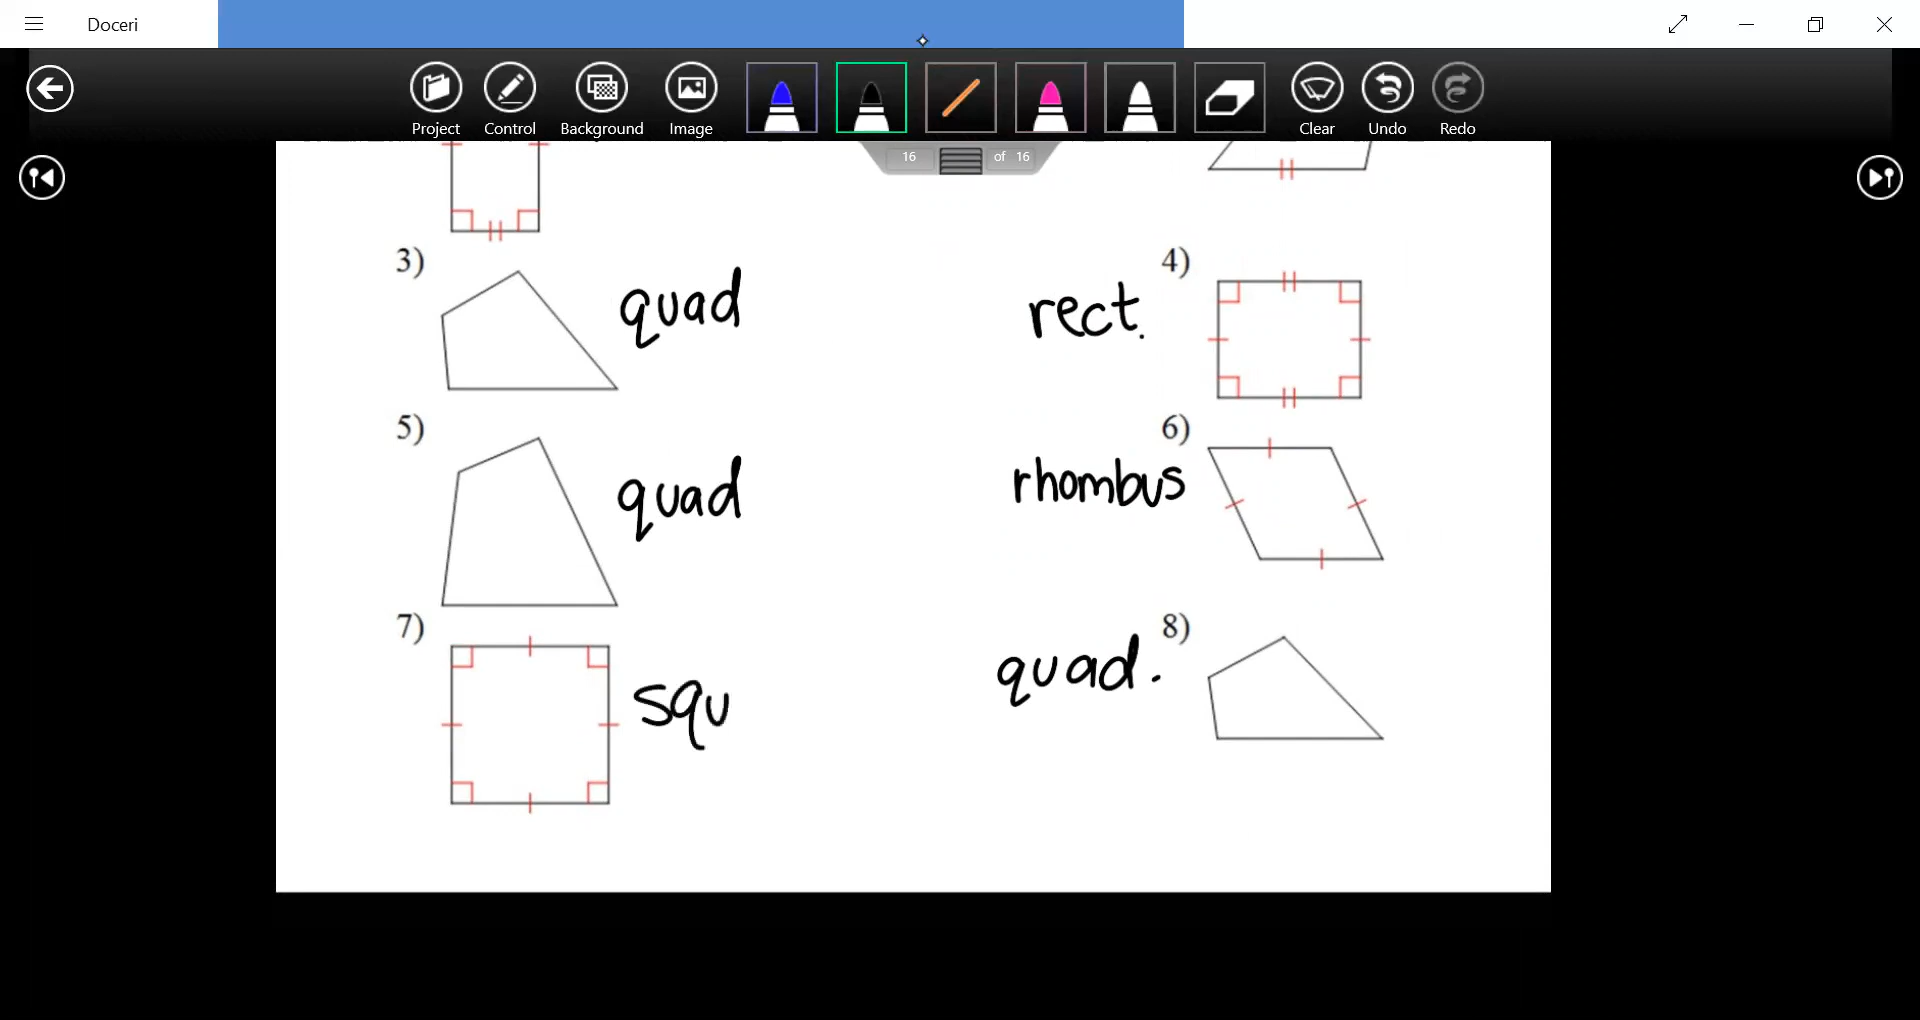 Doceri
Project Control Background Image Clear Undo Redo
16 of 16
3) quad
rect. 4)
5) quad
rhombus 6)
7) squ
quad. 8)